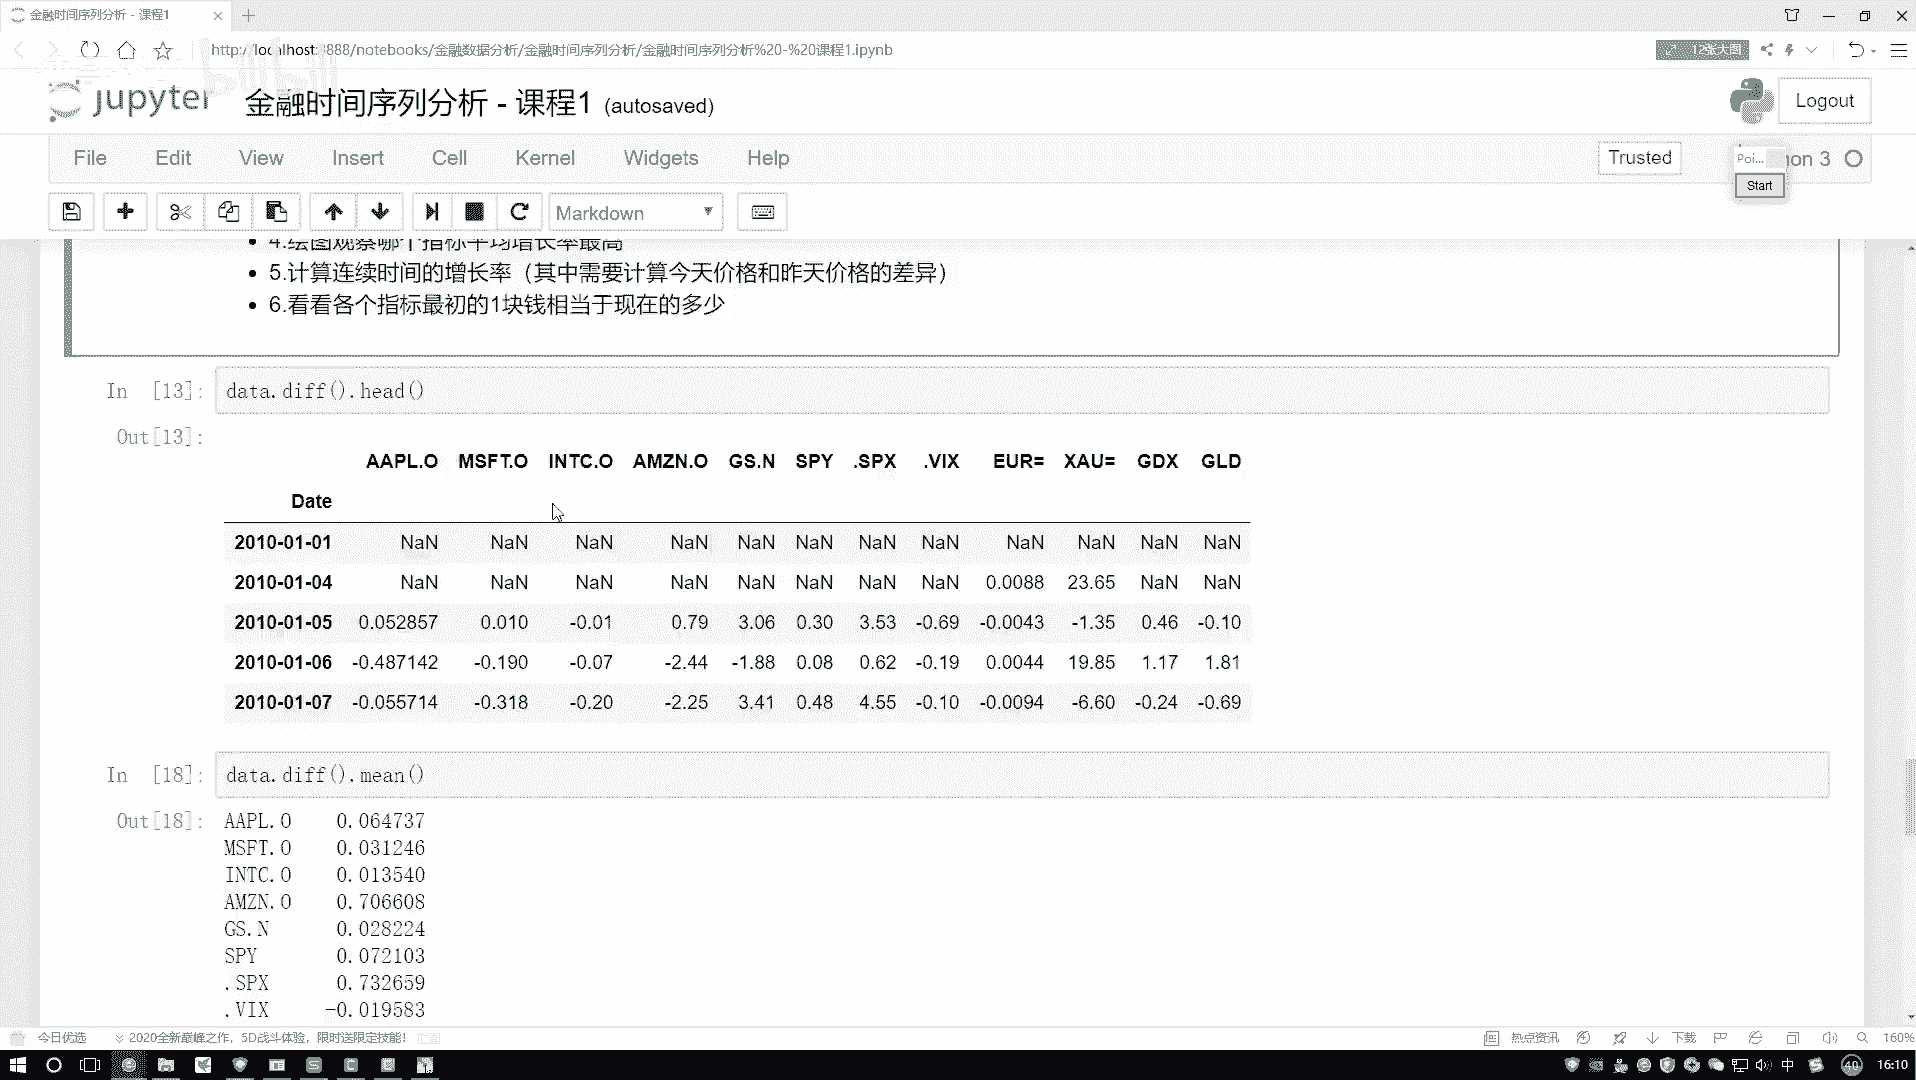 金融时间序列分析 - 课程1
http://localhost:8888/notebooks/金融数据分析/金融时间序列分析/金融时间序列分析%20-%20课程1.ipynb
12张大图
bilibili
jupyter 金融时间序列分析 - 课程1 (autosaved)
Logout
File Edit View Insert Cell Kernel Widgets Help
Trusted
Poi... hon 3
Start
Markdown
4.绘图观察哪个指标平均增长率最高
5.计算连续时间的增长率（其中需要计算今天价格和昨天价格的差异）
6.看看各个指标最初的1块钱相当于现在的多少
In [13]: data.diff().head()
Out[13]:
AAPL.O MSFT.O INTC.O AMZN.O GS.N SPY .SPX .VIX EUR= XAU= GDX GLD
Date
2010-01-01 NaN NaN NaN NaN NaN NaN NaN NaN NaN NaN NaN NaN
2010-01-04 NaN NaN NaN NaN NaN NaN NaN NaN 0.0088 23.65 NaN NaN
2010-01-05 0.052857 0.010 -0.01 0.79 3.06 0.30 3.53 -0.69 -0.0043 -1.35 0.46 -0.10
2010-01-06 -0.487142 -0.190 -0.07 -2.44 -1.88 0.08 0.62 -0.19 0.0044 19.85 1.17 1.81
2010-01-07 -0.055714 -0.318 -0.20 -2.25 3.41 0.48 4.55 -0.10 -0.0094 -6.60 -0.24 -0.69
In [18]: data.diff().mean()
Out[18]: AAPL.O 0.064737
MSFT.O 0.031246
INTC.O 0.013540
AMZN.O 0.706608
GS.N 0.028224
SPY 0.072103
.SPX 0.732659
.VIX -0.019583
今日优选
2020全新巅峰之作，5D战斗体验，限时送限定技能！
热点资讯
下载
160%
中
40
16:10